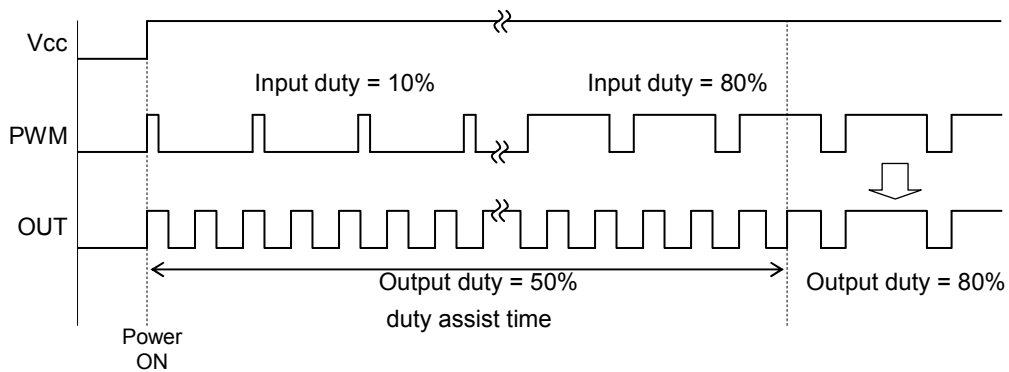 Vcc
Input duty = 10%
Input duty = 80%
PWM
OUT
Output duty = 50%
Output duty = 80%
duty assist time
Power
ON